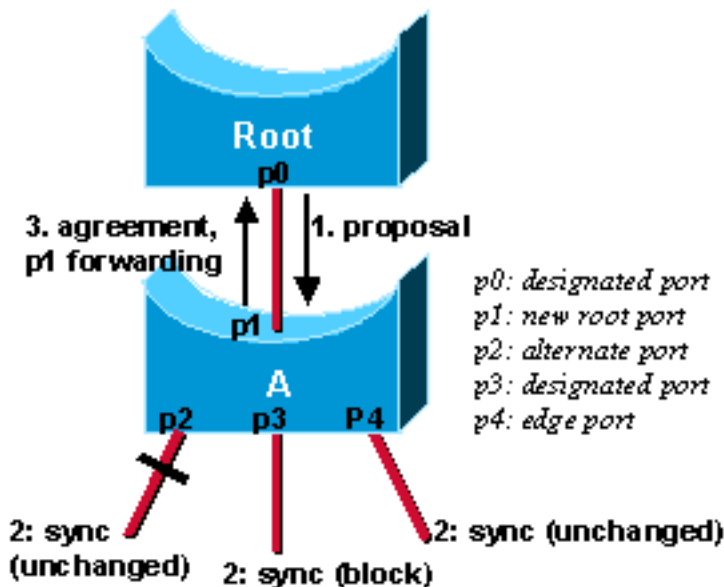 Root
p0
3. agreement,
p1 forwarding
1. proposal
p0: designated port
p1: new root port
p2: alternate port
p3: designated port
p4: edge port
p1
A
p2
p3
P4
2: sync
(unchanged)
2: sync (block)
2: sync (unchanged)